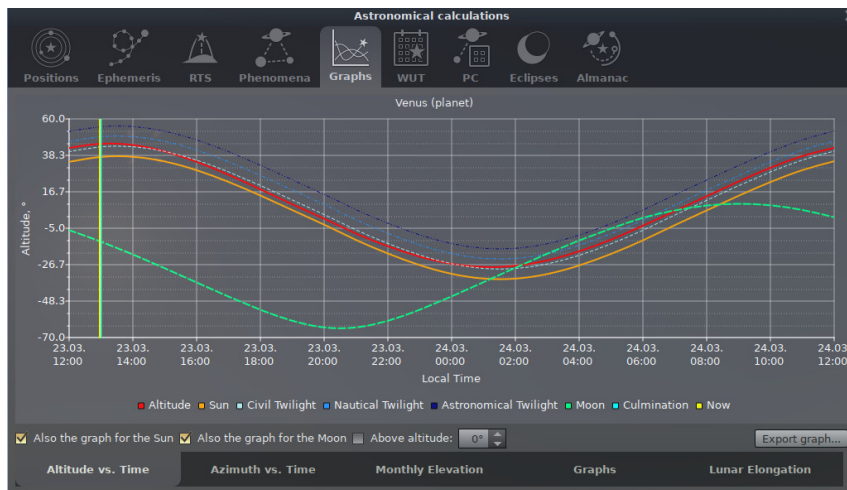 Astronomical calculations
Positions Ephemeris RTS Phenomena Graphs WUT PC Eclipses Almanac
Venus (planet)
60.0
38.3
16.7
-5.0
-26.7
-48.3
-70.0
Altitude, °
23.03. 23.03. 23.03. 23.03. 23.03. 23.03. 24.03. 24.03. 24.03. 24.03. 24.03. 24.03. 24.03
12:00 14:00 16:00 18:00 20:00 22:00 00:00 02:00 04:00 06:00 08:00 10:00 12:00
Local Time
Altitude Sun Civil Twilight Nautical Twilight Astronomical Twilight Moon Culmination Now
Also the graph for the Sun Also the graph for the Moon Above altitude: 0° Export graph...
Altitude vs. Time Azimuth vs. Time Monthly Elevation Graphs Lunar Elongation